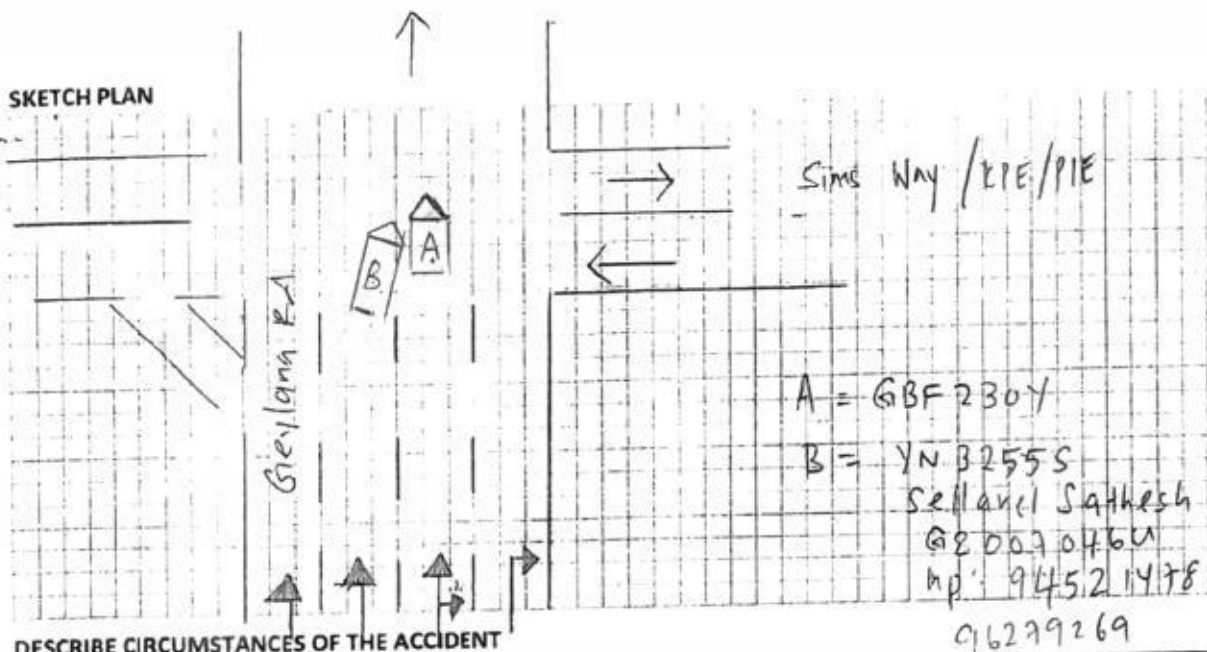 SKETCH PLAN
Sims Way / KPE / PIE
A
B
Geylang Rd
A = GBF 230Y
B = YN 3255S
Sellavel Sathesh
G2007046U
hp: 94521478
96279269
DESCRIBE CIRCUMSTANCES OF THE ACCIDENT